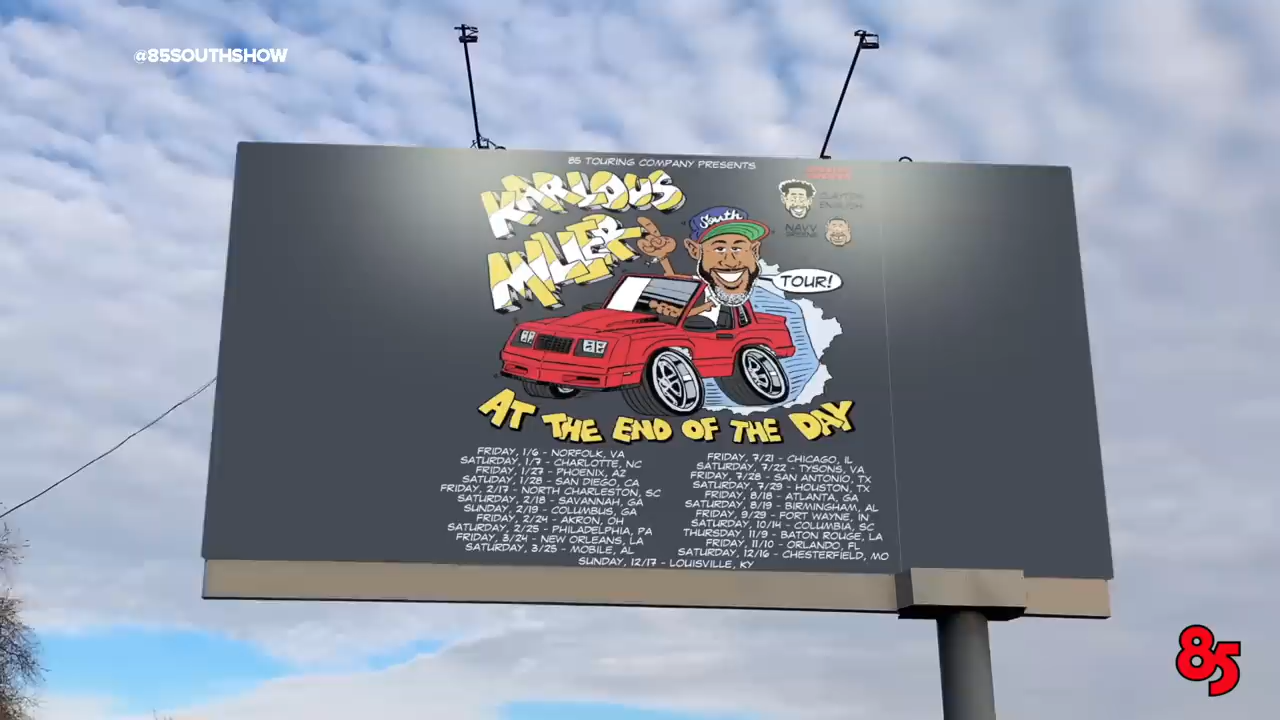 @85SOUTHSHOW
85 TOURING COMPANY PRESENTS
KARLOUS
MILLER
South
CLAYTON
ENGLISH
NAVV
GREENE
TOUR!
AT THE END OF THE DAY
FRIDAY, 1/6 - NORFOLK, VA
SATURDAY, 1/7 - CHARLOTTE, NC
FRIDAY, 1/27 - PHOENIX, AZ
SATUDAY, 1/28 - SAN DIEGO, CA
FRIDAY, 2/17 - NORTH CHARLESTON, SC
SATURDAY, 2/18 - SAVANNAH, GA
SUNDAY, 2/19 - COLUMBUS, GA
FRIDAY, 2/24 - AKRON, OH
SATURDAY, 2/25 - PHILADELPHIA, PA
FRIDAY, 3/24 - NEW ORLEANS, LA
SATURDAY, 3/25 - MOBILE, AL
FRIDAY, 7/21 - CHICAGO, IL
SATURDAY, 7/22 - TYSONS, VA
FRIDAY, 7/28 - SAN ANTONIO, TX
SATURDAY, 7/29 - HOUSTON, TX
FRIDAY, 8/18 - ATLANTA, GA
SATURDAY, 8/19 - BIRMINGHAM, AL
FRIDAY, 9/29 - FORT WAYNE, IN
SATURDAY, 10/14 - COLUMBIA, SC
THURSDAY, 11/9 - BATON ROUGE, LA
FRIDAY, 11/10 - ORLANDO, FL
SATURDAY, 12/16 - CHESTERFIELD, MO
SUNDAY, 12/17 - LOUISVILLE, KY
85